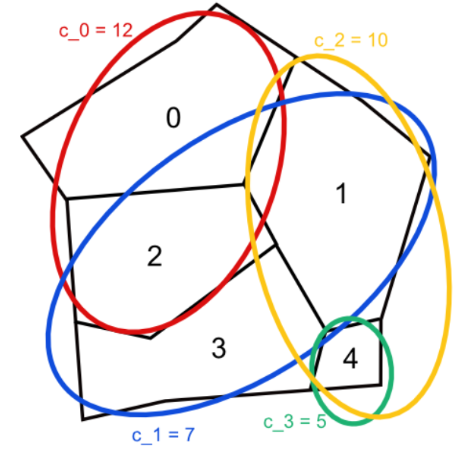 c_0 = 12
c_2 = 10
0
1
2
3
4
c_3 = 5
c_1 = 7